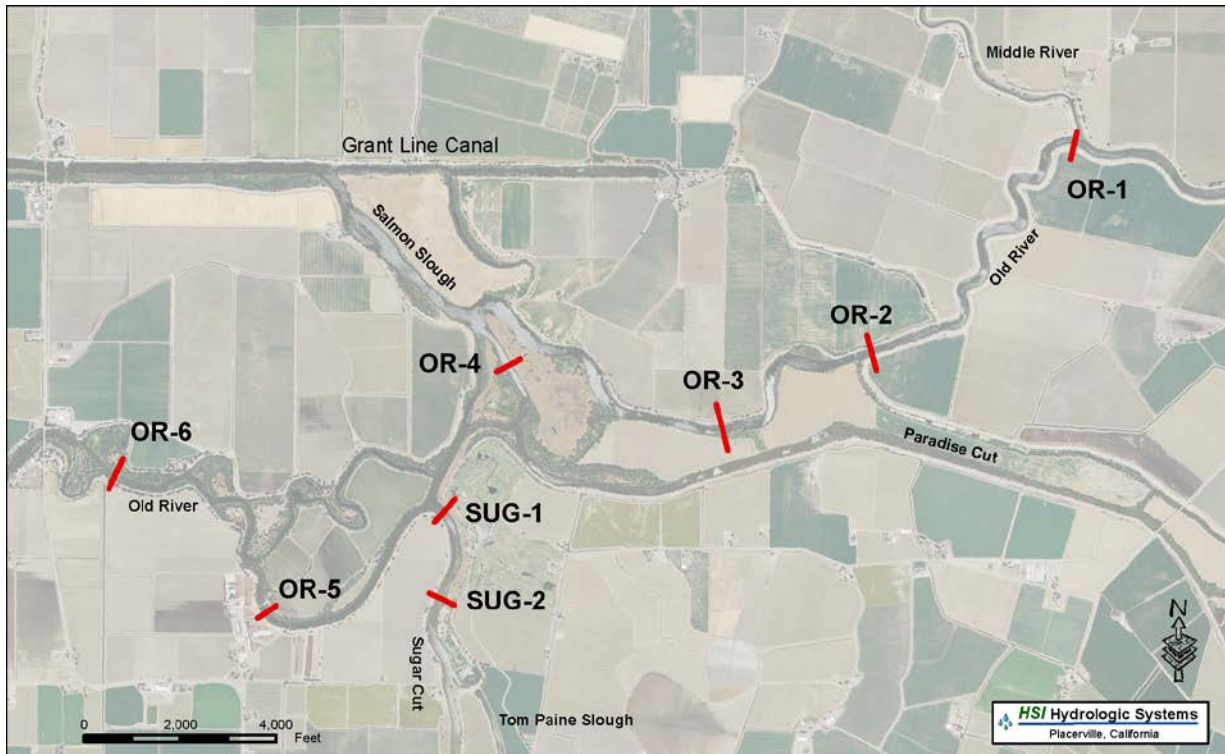 Middle River
Grant Line Canal
OR-1
Salmon Slough
Old River
OR-2
OR-4
OR-3
OR-6
Paradise Cut
Old River
SUG-1
OR-5
SUG-2
N
Sugar Cut
0 2,000 4,000
Feet
Tom Paine Slough
HSI Hydrologic Systems
Placerville, California